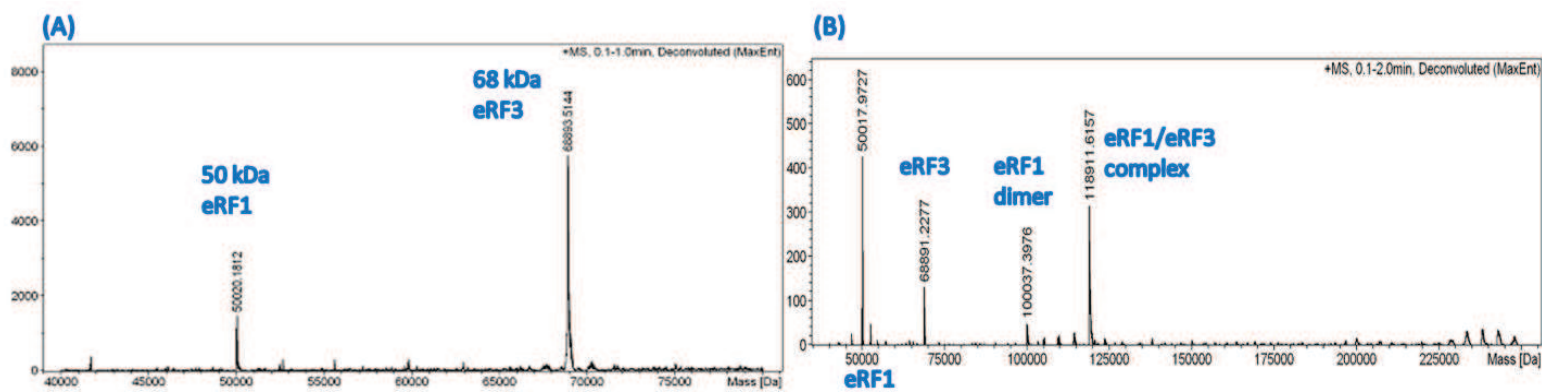 (A)
+MS, 0.1-1.0min, Deconvoluted (MaxEnt)
8000
6000
4000
2000
0
68 kDa
eRF3
68893.5144
50 kDa
eRF1
50020.1812
40000 45000 50000 55000 60000 65000 70000 75000 Mass [Da]
(B)
+MS, 0.1-2.0min, Deconvoluted (MaxEnt)
600
500
400
300
200
100
0
50017.9727
eRF3
68891.2277
eRF1
dimer
100037.3976
eRF1/eRF3
complex
118911.6157
50000 75000 100000 125000 150000 175000 200000 225000 Mass [Da]
eRF1